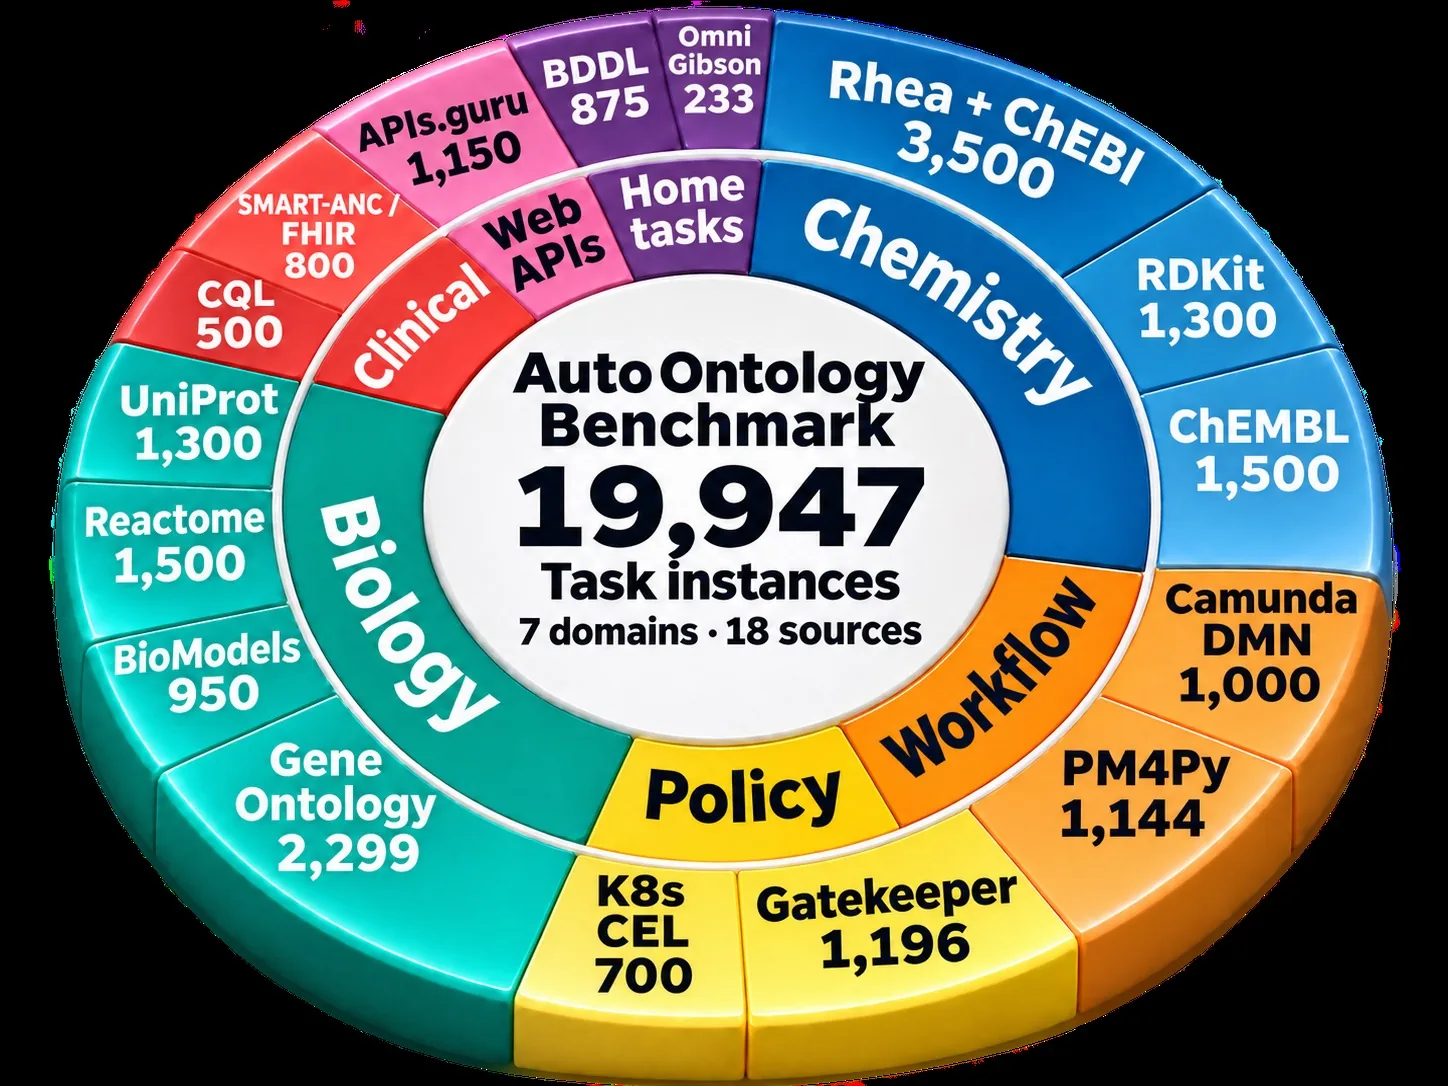 Auto Ontology
Benchmark
19,947
Task instances
7 domains · 18 sources
Chemistry
Rhea + ChEBI
3,500
RDKit
1,300
ChEMBL
1,500
Workflow
Camunda
DMN
1,000
PM4Py
1,144
Policy
Gatekeeper
1,196
K8s
CEL
700
Biology
Gene
Ontology
2,299
BioModels
950
Reactome
1,500
UniProt
1,300
Clinical
CQL
500
SMART-ANC /
FHIR
800
Web
APIs
APIs.guru
1,150
Home
tasks
BDDL
875
Omni
Gibson
233